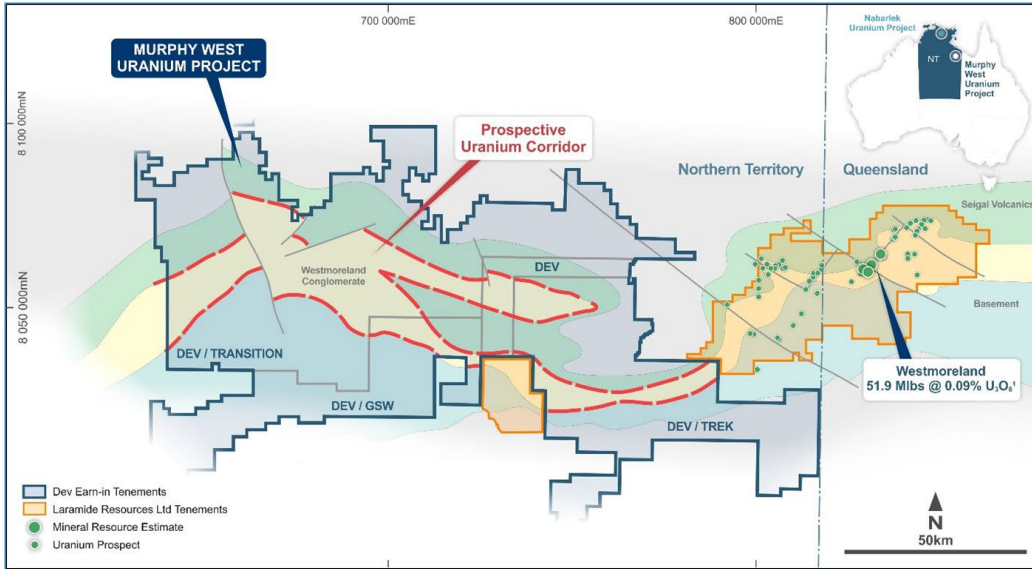 700 000mE
800 000mE
8 100 000mN
8 050 000mN
MURPHY WEST
URANIUM PROJECT
Prospective
Uranium Corridor
Nabarlek
Uranium Project
NT
Murphy
West
Uranium
Project
Northern Territory
Queensland
Seigal Volcanics
DEV
Westmoreland
Conglomerate
Basement
DEV / TRANSITION
Westmoreland
51.9 Mlbs @ 0.09% U₃O₈¹
DEV / GSW
DEV / TREK
Dev Earn-in Tenements
Laramide Resources Ltd Tenements
Mineral Resource Estimate
Uranium Prospect
N
50km